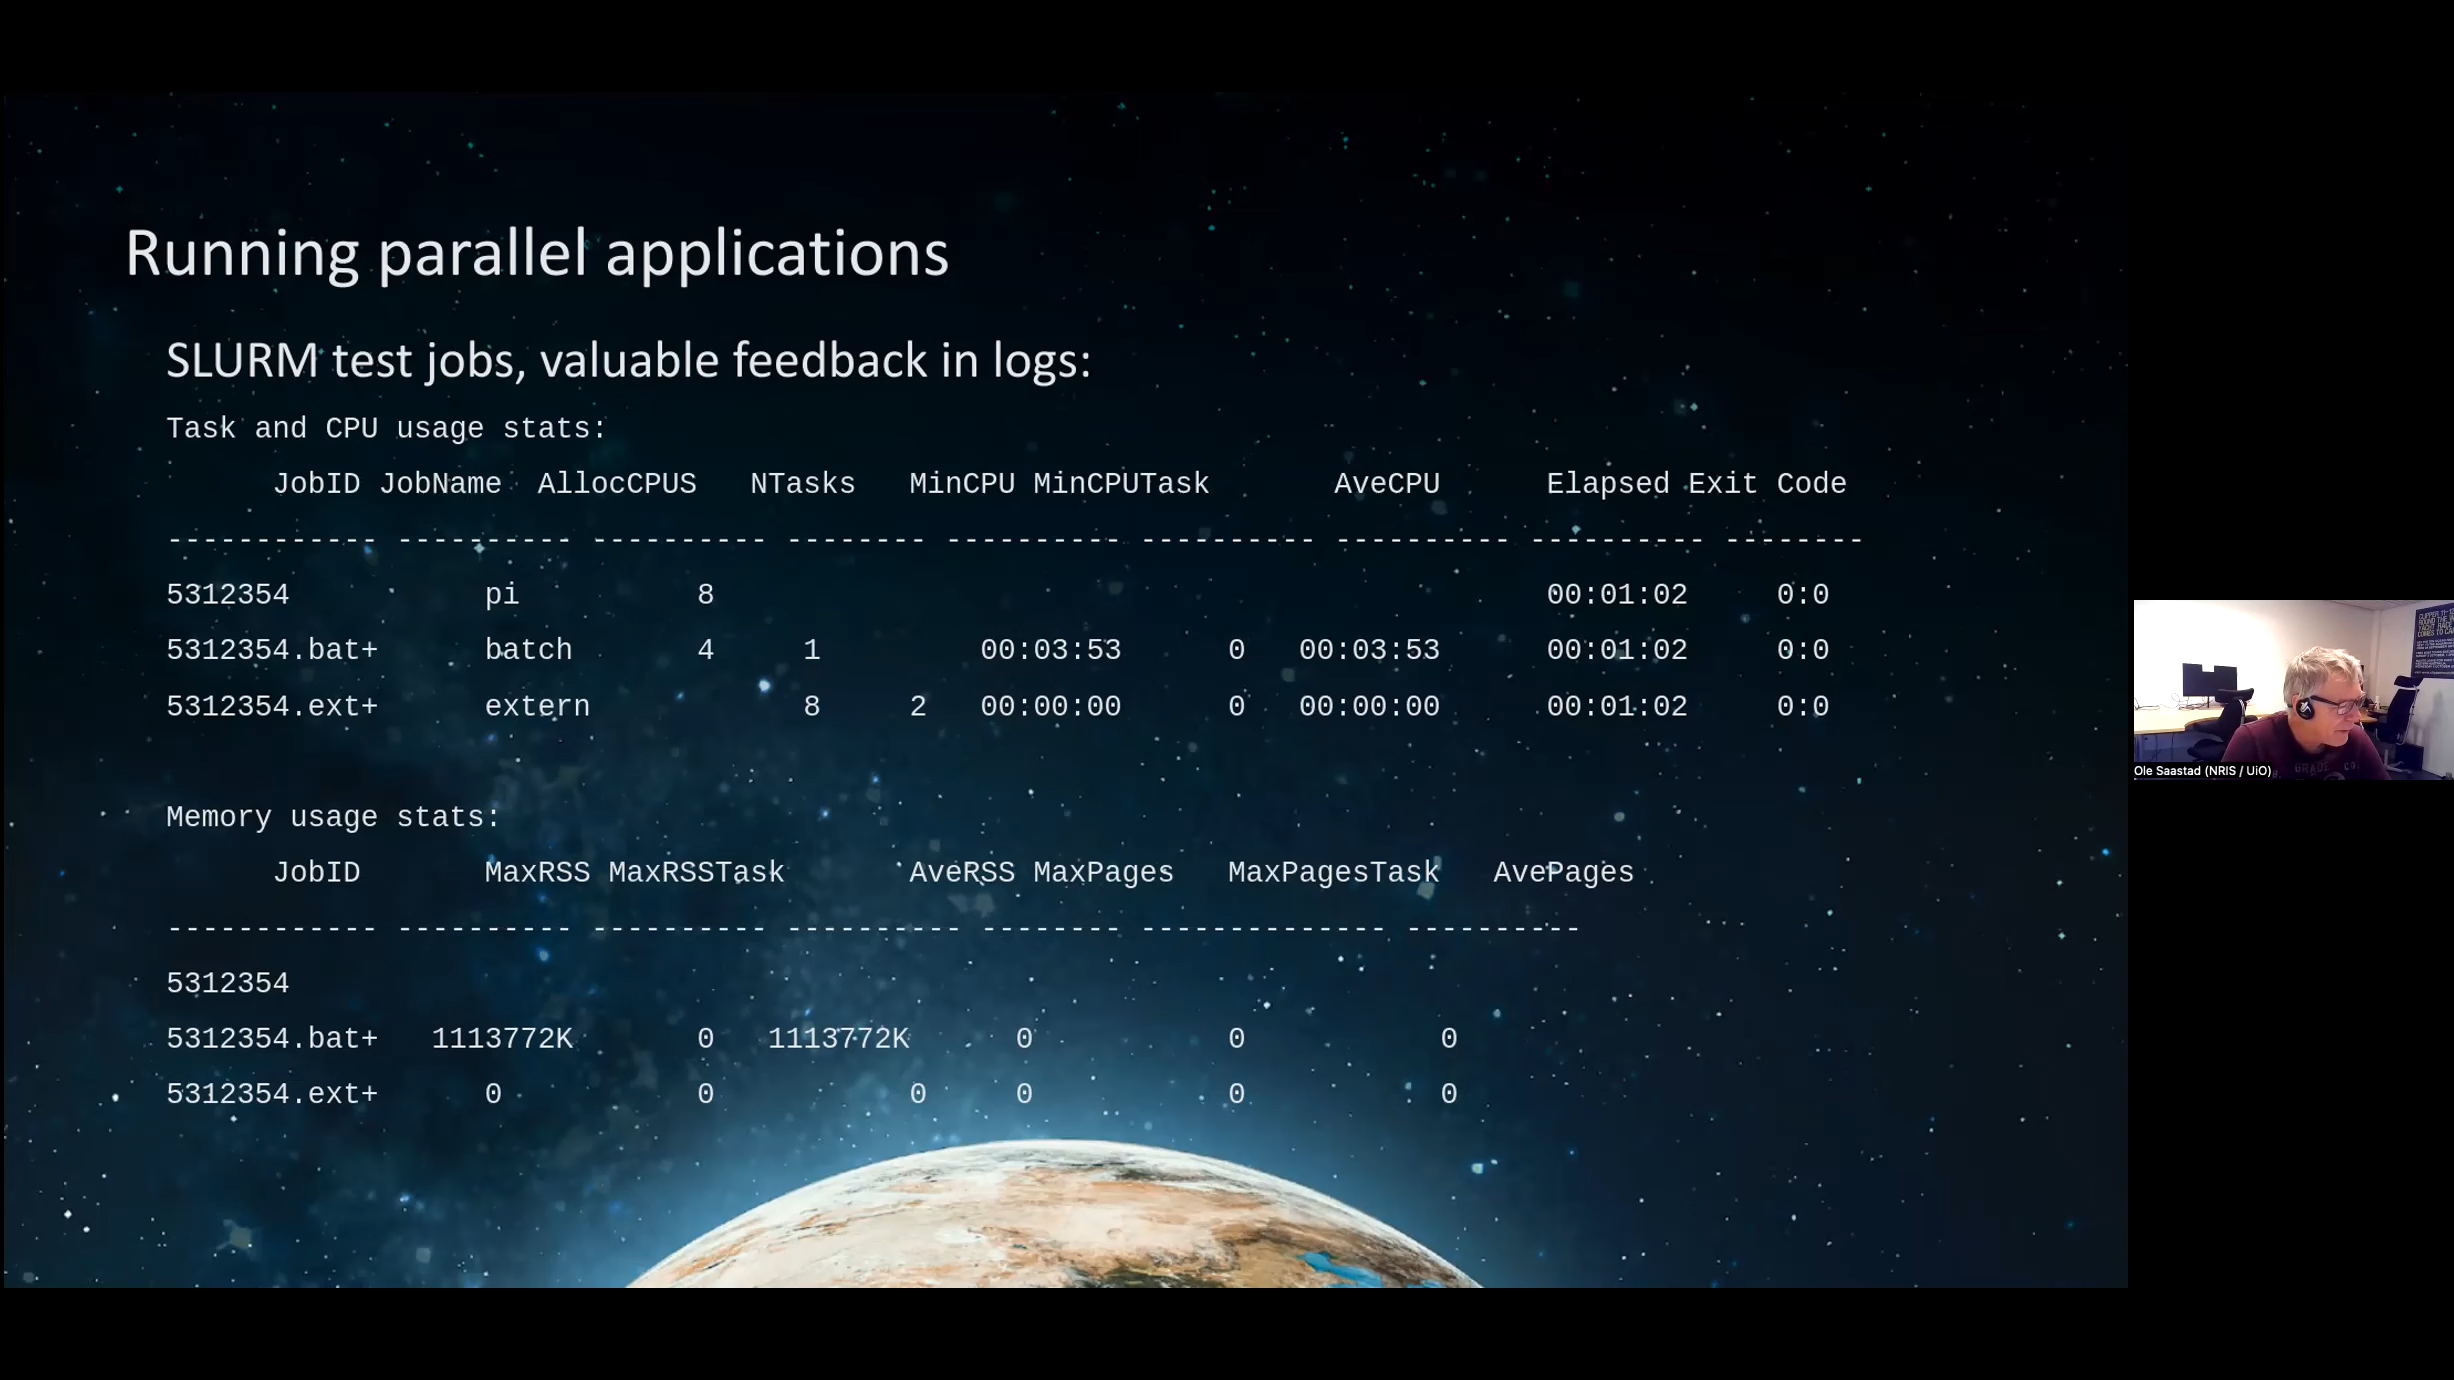 Running parallel applications
SLURM test jobs, valuable feedback in logs:
Task and CPU usage stats:
JobID JobName AllocCPUS NTasks MinCPU MinCPUTask AveCPU Elapsed Exit Code
------------ ---------- ---------- -------- ---------- ---------- ---------- ---------- --------
5312354 pi 8 00:01:02 0:0
5312354.bat+ batch 4 1 00:03:53 0 00:03:53 00:01:02 0:0
5312354.ext+ extern 8 2 00:00:00 0 00:00:00 00:01:02 0:0
Memory usage stats:
JobID MaxRSS MaxRSSTask AveRSS MaxPages MaxPagesTask AvePages
------------ ---------- ---------- ---------- -------- -------------- ----------
5312354
5312354.bat+ 1113772K 0 1113772K 0 0 0
5312354.ext+ 0 0 0 0 0 0
Ole Saastad (NRIS / UiO)